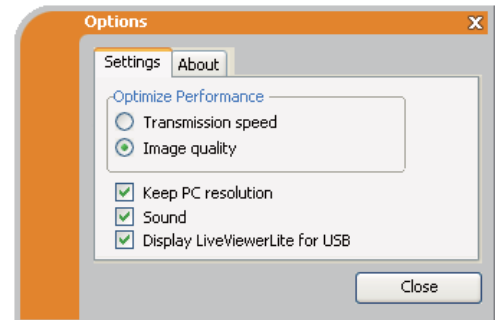 Options
X
Settings About
Optimize Performance
Transmission speed
Image quality
Keep PC resolution
Sound
Display LiveViewerLite for USB
Close